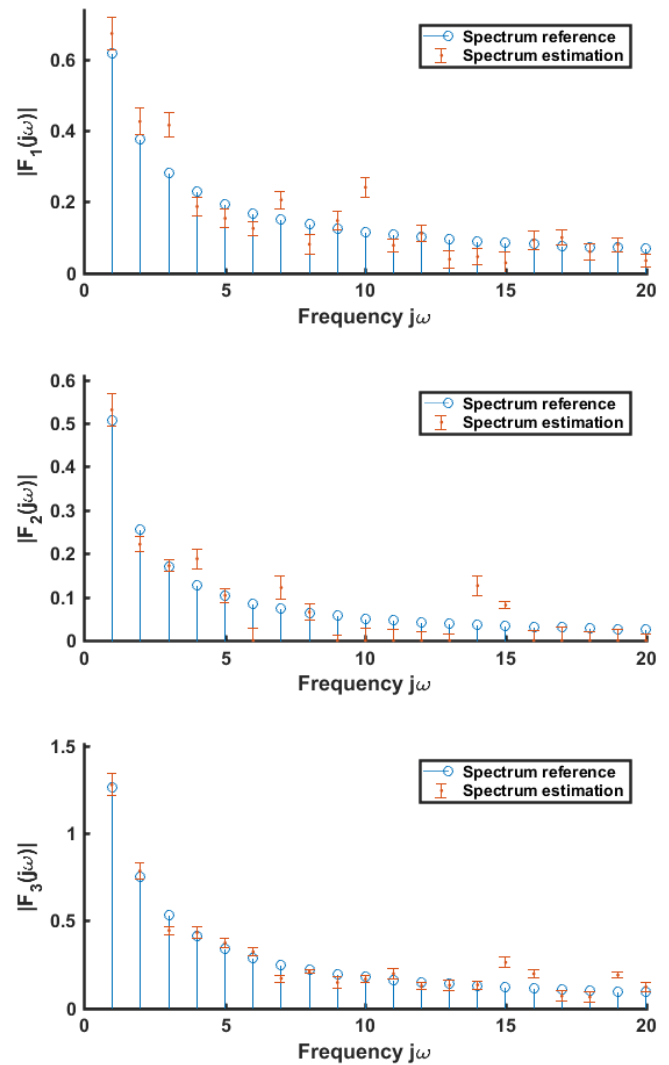 |F₁(jω)|
0.6
0.4
0.2
0
Spectrum reference
Spectrum estimation
0 5 10 15 20
Frequency jω
|F₂(jω)|
0.6
0.5
0.4
0.3
0.2
0.1
0
Spectrum reference
Spectrum estimation
0 5 10 15 20
Frequency jω
|F₃(jω)|
1.5
1
0.5
0
Spectrum reference
Spectrum estimation
0 5 10 15 20
Frequency jω